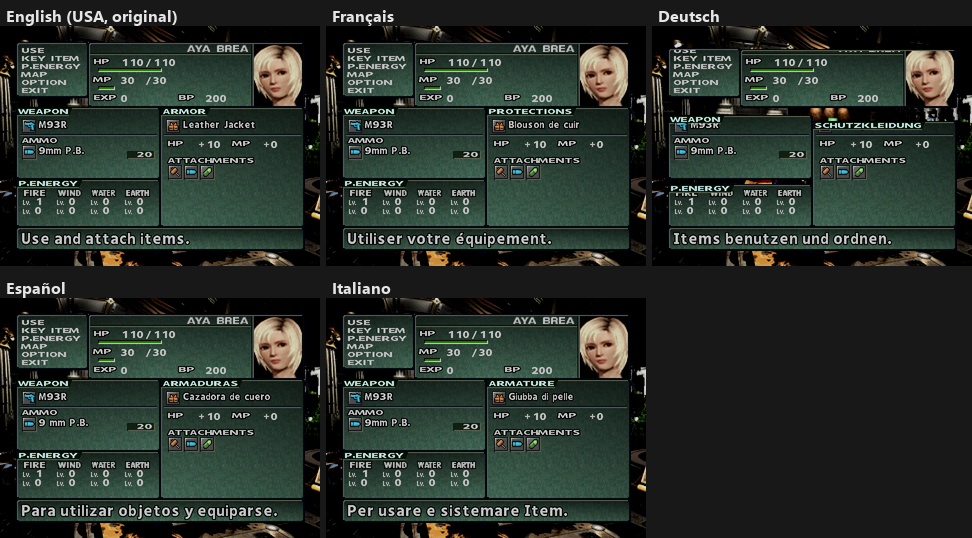 English (USA, original)
USE
KEY ITEM
P.ENERGY
MAP
OPTION
EXIT
AYA BREA
HP 110/110
MP 30 /30
EXP 0 BP 200
WEAPON
M93R
AMMO
9mm P.B.
20
ARMOR
Leather Jacket
HP +10 MP +0
ATTACHMENTS
P.ENERGY
FIRE WIND WATER EARTH
Lv. 1 Lv. 0 Lv. 0 Lv. 0
Lv. 0 Lv. 0 Lv. 0 Lv. 0
Use and attach items.
Français
USE
KEY ITEM
P.ENERGY
MAP
OPTION
EXIT
AYA BREA
HP 110/110
MP 30 /30
EXP 0 BP 200
WEAPON
M93R
AMMO
9mm P.B.
20
PROTECTIONS
Blouson de cuir
HP +10 MP +0
ATTACHMENTS
P.ENERGY
FIRE WIND WATER EARTH
Lv. 1 Lv. 0 Lv. 0 Lv. 0
Lv. 0 Lv. 0 Lv. 0 Lv. 0
Utiliser votre équipement.
Deutsch
USE
KEY ITEM
P.ENERGY
MAP
OPTION
EXIT
HP 110/110
MP 30 /30
EXP 0 BP 200
WEAPON
M93R
AMMO
9mm P.B.
20
SCHUTZKLEIDUNG
HP +10 MP +0
ATTACHMENTS
P.ENERGY
FIRE WIND WATER EARTH
Lv. 1 Lv. 0 Lv. 0 Lv. 0
Lv. 0 Lv. 0 Lv. 0 Lv. 0
Items benutzen und ordnen.
Español
USE
KEY ITEM
P.ENERGY
MAP
OPTION
EXIT
AYA BREA
HP 110/110
MP 30 /30
EXP 0 BP 200
WEAPON
M93R
AMMO
9 mm P.B.
20
ARMADURAS
Cazadora de cuero
HP +10 MP +0
ATTACHMENTS
P.ENERGY
FIRE WIND WATER EARTH
Lv. 1 Lv. 0 Lv. 0 Lv. 0
Lv. 0 Lv. 0 Lv. 0 Lv. 0
Para utilizar objetos y equiparse.
Italiano
USE
KEY ITEM
P.ENERGY
MAP
OPTION
EXIT
AYA BREA
HP 110/110
MP 30 /30
EXP 0 BP 200
WEAPON
M93R
AMMO
9mm P.B.
20
ARMATURE
Giubba di pelle
HP +10 MP +0
ATTACHMENTS
P.ENERGY
FIRE WIND WATER EARTH
Lv. 1 Lv. 0 Lv. 0 Lv. 0
Lv. 0 Lv. 0 Lv. 0 Lv. 0
Per usare e sistemare Item.